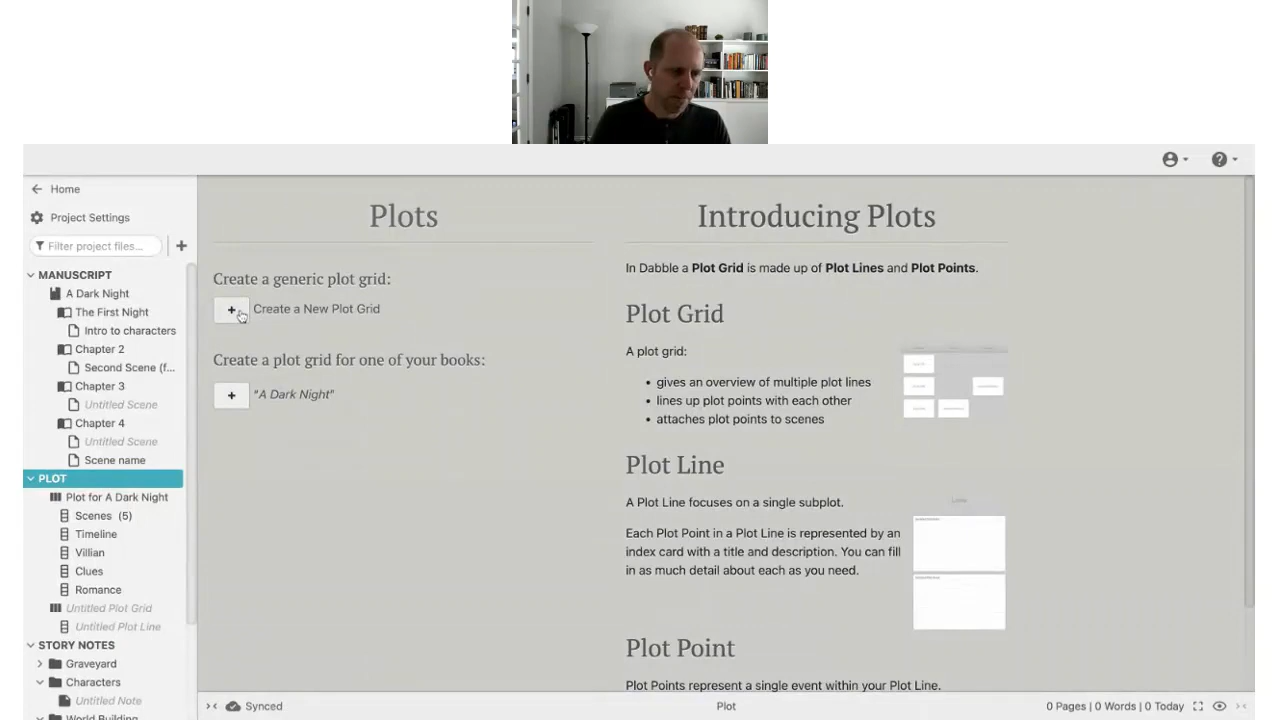 Home
Project Settings
Filter project files...
MANUSCRIPT
A Dark Night
The First Night
Intro to characters
Chapter 2
Second Scene (f...
Chapter 3
Untitled Scene
Chapter 4
Untitled Scene
Scene name
PLOT
Plot for A Dark Night
Scenes (5)
Timeline
Villian
Clues
Romance
Untitled Plot Grid
Untitled Plot Line
STORY NOTES
Graveyard
Characters
Untitled Note
World Building
Plots
Create a generic plot grid:
Create a New Plot Grid
Create a plot grid for one of your books:
"A Dark Night"
Introducing Plots
In Dabble a Plot Grid is made up of Plot Lines and Plot Points.
Plot Grid
A plot grid:
• gives an overview of multiple plot lines
• lines up plot points with each other
• attaches plot points to scenes
Plot Line
A Plot Line focuses on a single subplot.
Each Plot Point in a Plot Line is represented by an
index card with a title and description. You can fill
in as much detail about each as you need.
Plot Point
Plot Points represent a single event within your Plot Line.
Synced
Plot
0 Pages | 0 Words | 0 Today